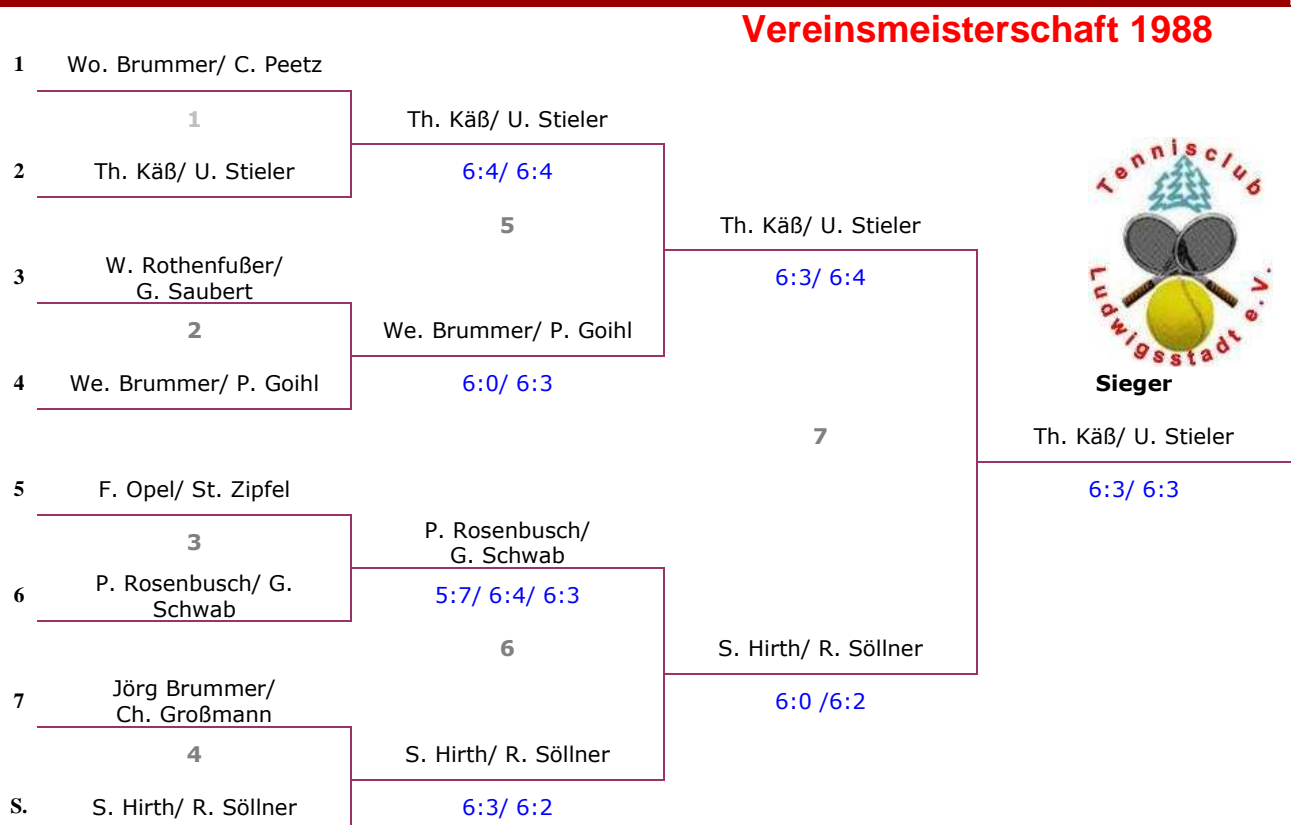 Vereinsmeisterschaft 1988
1 Wo. Brummer/ C. Peetz
1 Th. Käß/ U. Stieler
2 Th. Käß/ U. Stieler 6:4/ 6:4
5 Th. Käß/ U. Stieler
3 W. Rothenfußer/
G. Saubert
6:3/ 6:4
2 We. Brummer/ P. Goihl
4 We. Brummer/ P. Goihl 6:0/ 6:3
Tennisclub
Ludwigsstadt e.V.
Sieger
7 Th. Käß/ U. Stieler
5 F. Opel/ St. Zipfel 6:3/ 6:3
3 P. Rosenbusch/
G. Schwab
6 P. Rosenbusch/ G.
Schwab
5:7/ 6:4/ 6:3
6 S. Hirth/ R. Söllner
7 Jörg Brummer/
Ch. Großmann
6:0 /6:2
4 S. Hirth/ R. Söllner
S. S. Hirth/ R. Söllner 6:3/ 6:2